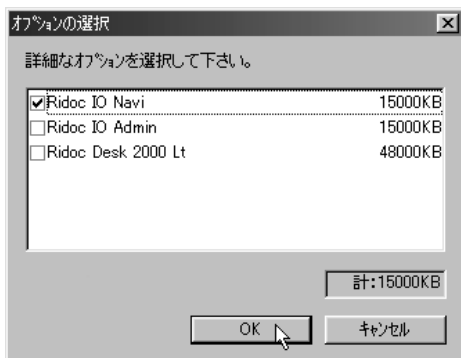 オプションの選択
詳細なオプションを選択して下さい。
Ridoc IO Navi 15000KB
Ridoc IO Admin 15000KB
Ridoc Desk 2000 Lt 48000KB
計:15000KB
OK キャンセル